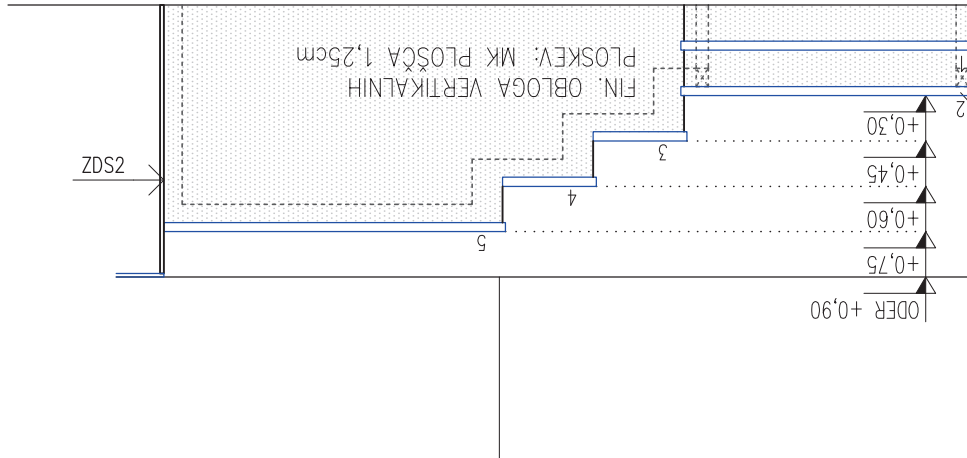 FIN. OBLOGA VERTIKALNIH
PLOSKEV: MK PLOŠČA 1,25cm
ZDS2
2
3
4
5
+0,30
+0,45
+0,60
+0,75
ODER +0,90